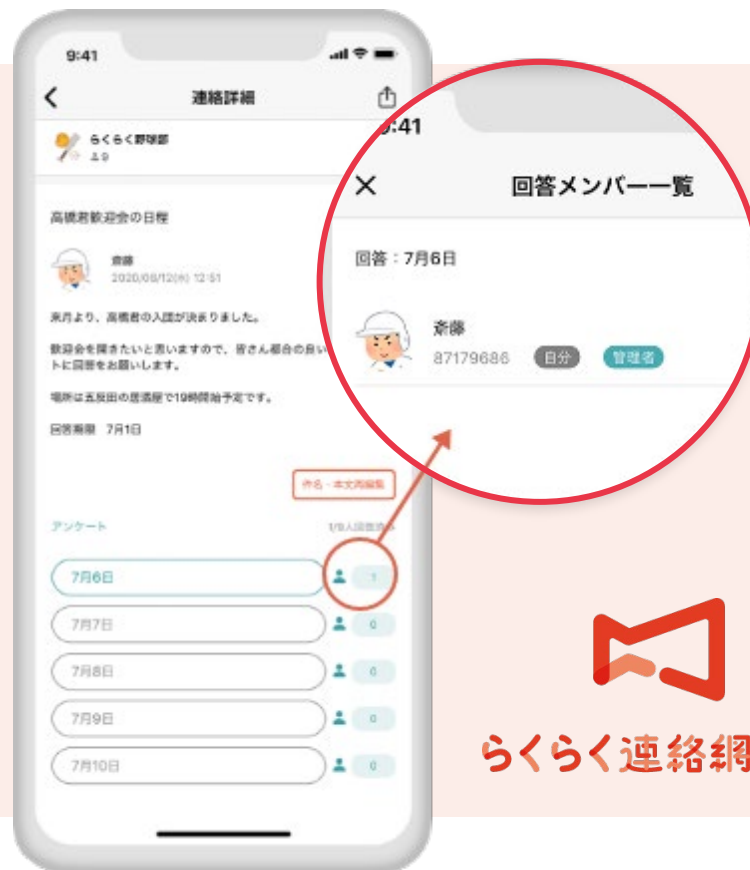 9:41
連絡詳細
らくらく野球部
9
高橋君歓迎会の日程
斎藤
2020/06/12(水) 12:51
来月より、高橋君の入団が決まりました。
歓迎会を開きたいと思いますので、皆さん都合の良い
トに回答をお願いします。
場所は五反田の居酒屋で19時開始予定です。
回答期限 7月1日
件名・本文再編集
アンケート
1/9人回答済
7月6日
1
7月7日
0
7月8日
0
7月9日
0
7月10日
0
9:41
回答メンバー一覧
回答:7月6日
斎藤
87179686 自分 管理者
らくらく連絡網